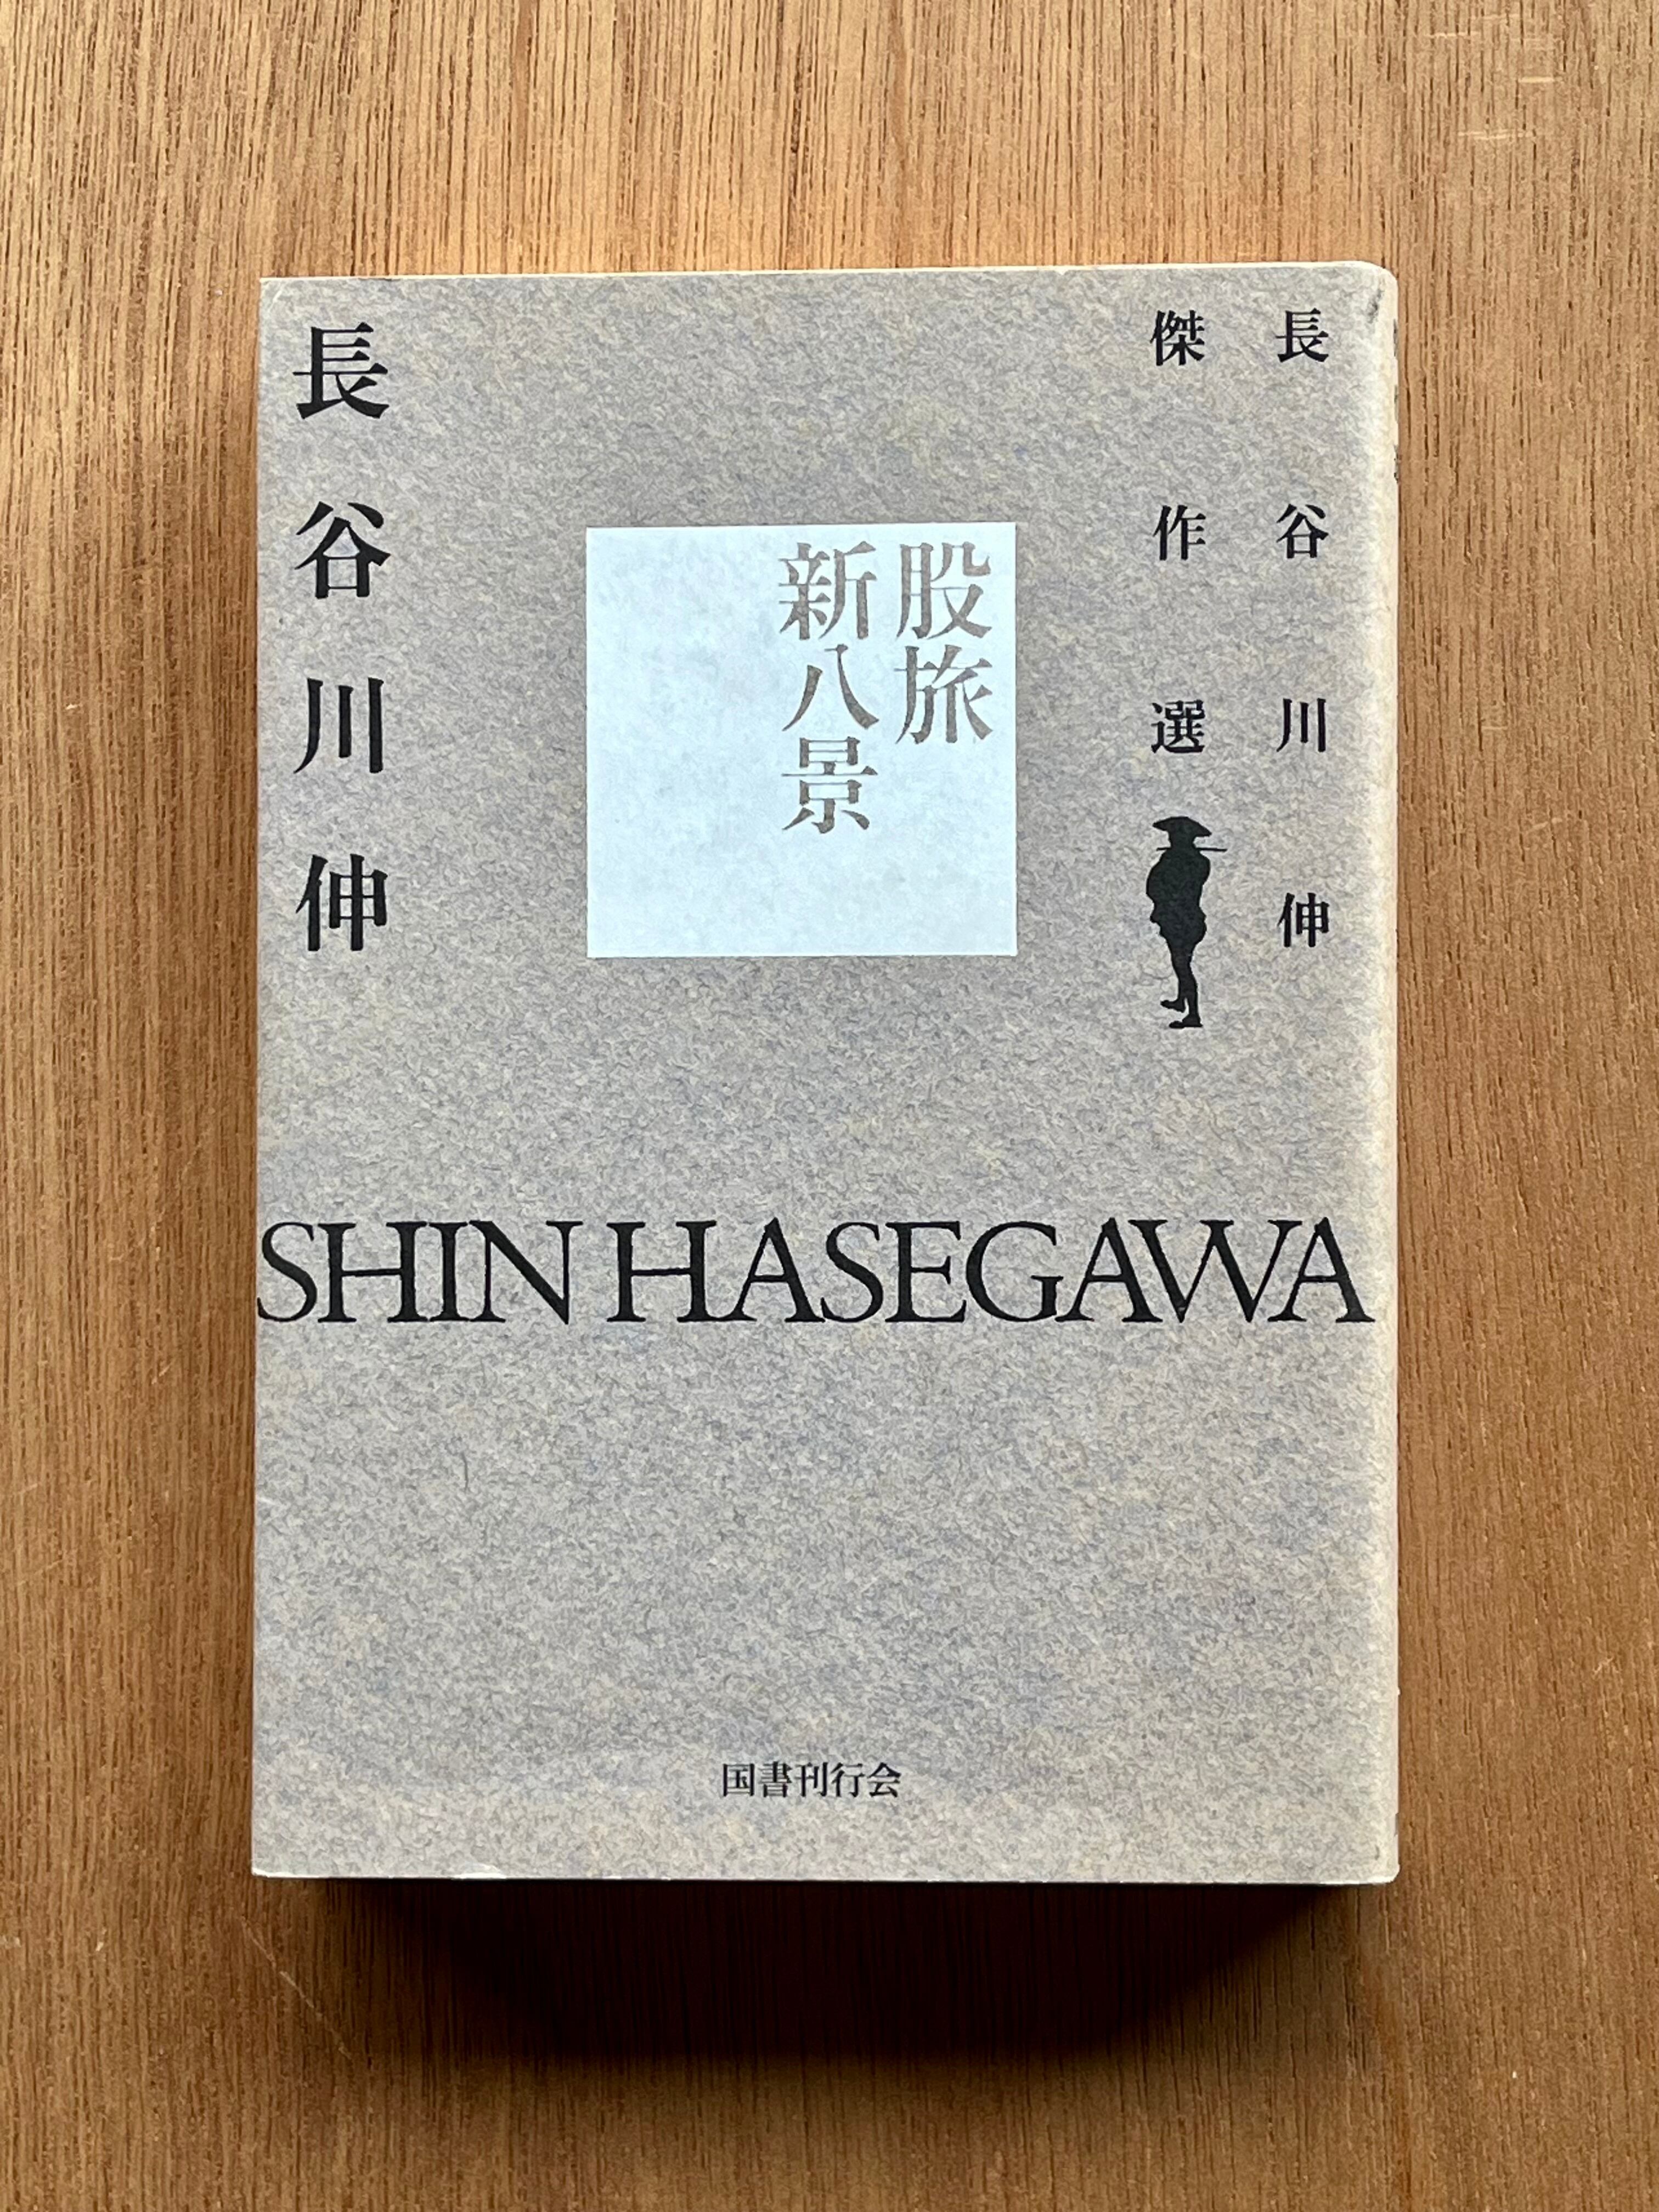 長谷川伸
傑作選
股旅
新八景
長谷川伸
SHIN HASEGAWA
国書刊行会